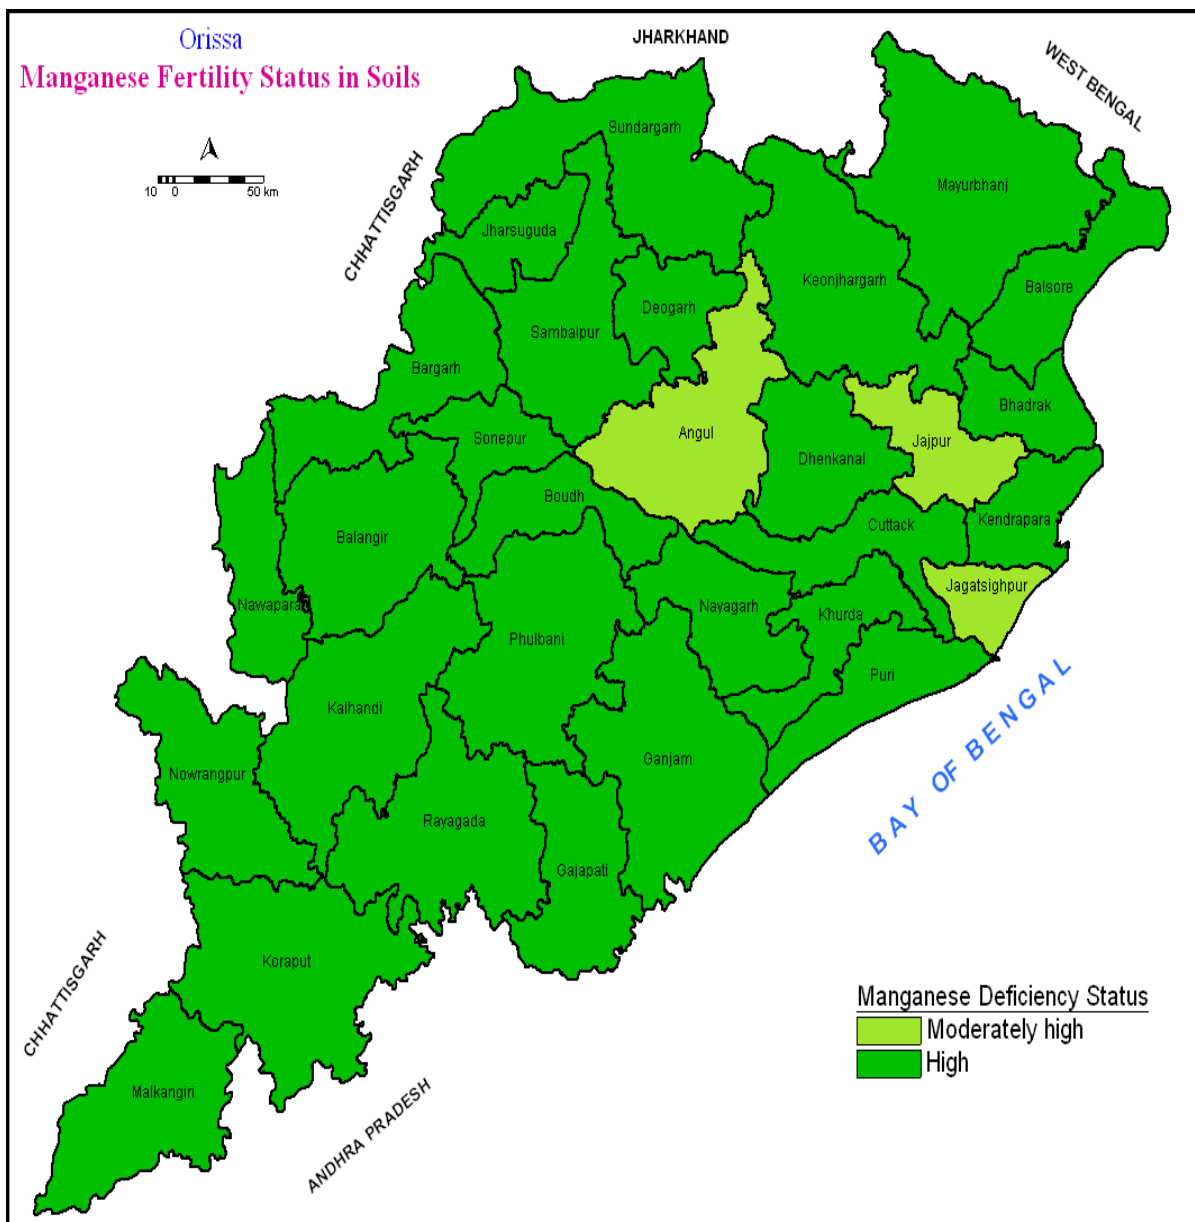 Orissa
Manganese Fertility Status in Soils
JHARKHAND
WEST BENGAL
CHHATTISGARH
10 0 50 km
Sundargarh
Mayurbhanj
Jharsuguda
Keonjhargarh
Balsore
Deogarh
Sambalpur
Bargarh
Bhadrak
Sonepur
Angul
Jajpur
Dhenkanal
Boudh
Cuttack
Kendrapara
Balangir
Jagatsighpur
Nawapara
Nayagarh
Khurda
Phulbani
Puri
Kalhandi
Ganjam
Nowrangpur
Rayagada
Gajapati
BAY OF BENGAL
Koraput
CHHATTISGARH
Malkangiri
ANDHRA PRADESH
Manganese Deficiency Status
Moderately high
High